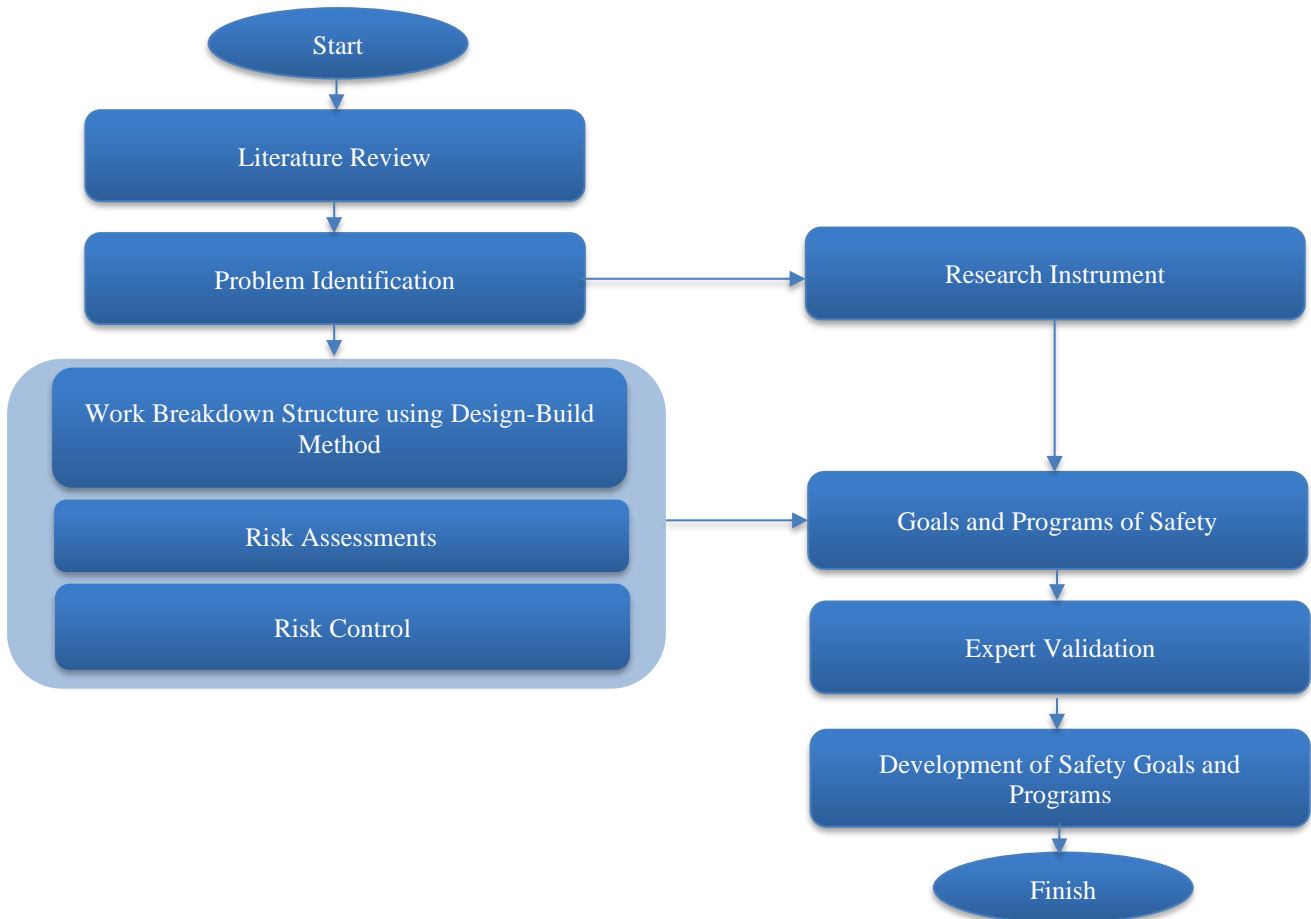 Start
Literature Review
Problem Identification
Research Instrument
Work Breakdown Structure using Design-Build
Method
Risk Assessments
Risk Control
Goals and Programs of Safety
Expert Validation
Development of Safety Goals and
Programs
Finish